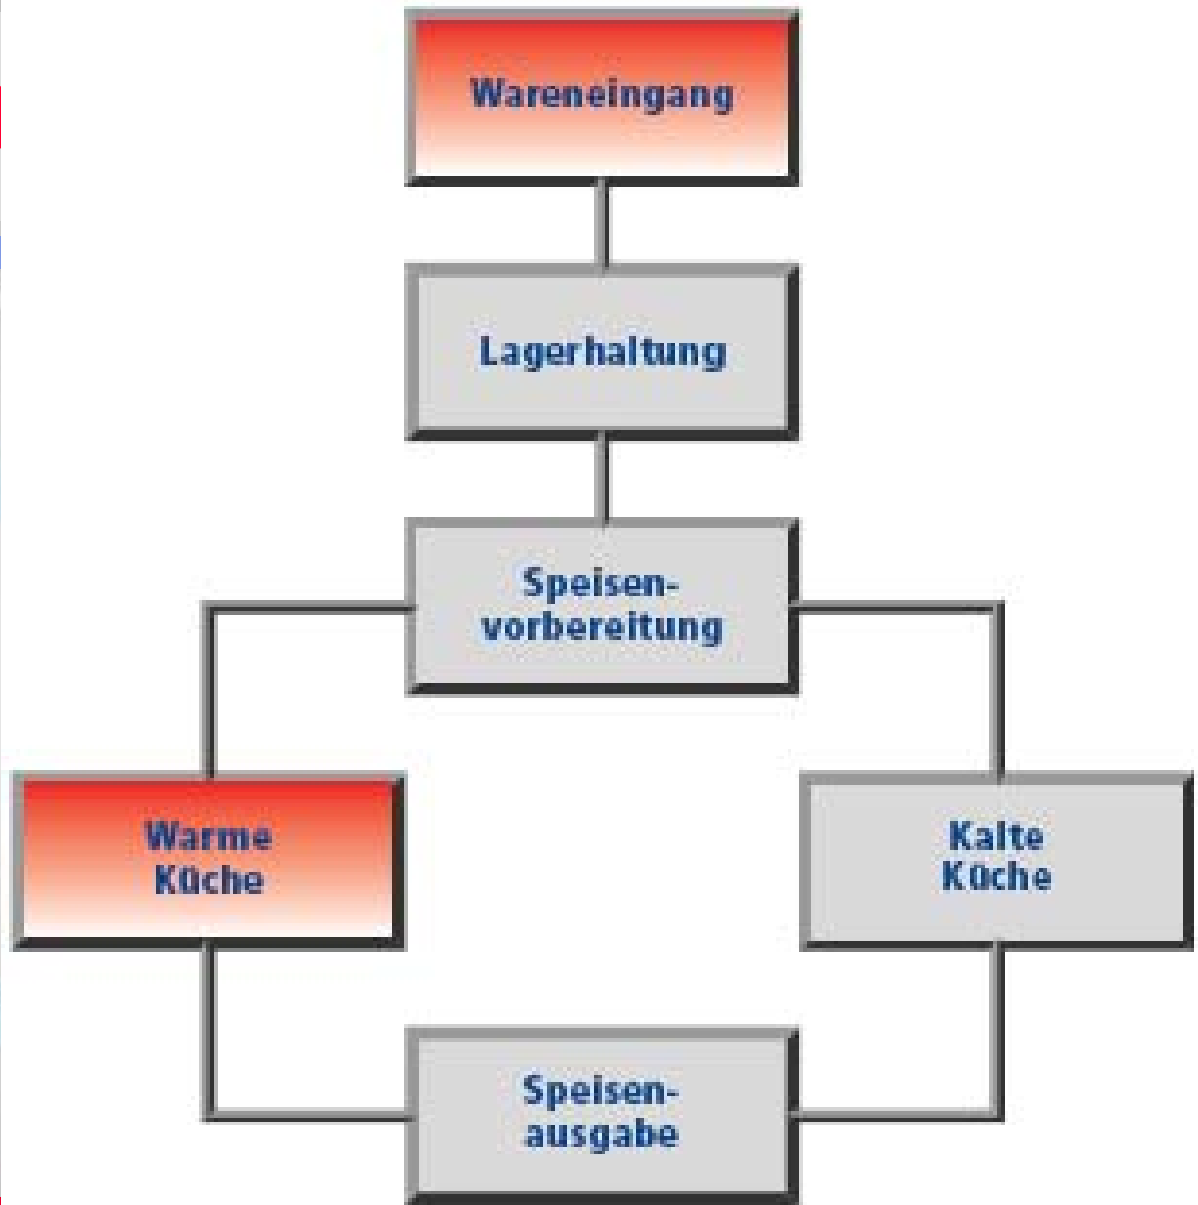 Wareneingang
Lagerhaltung
Speisen-
vorbereitung
Warme
Küche
Kalte
Küche
Speisen-
ausgabe